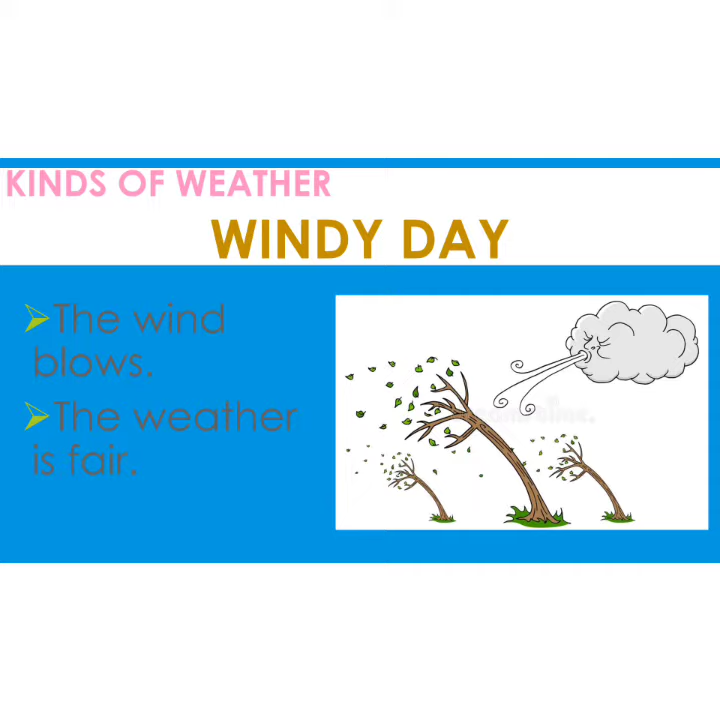 KINDS OF WEATHER
WINDY DAY
➢The wind
blows.
➢The weather
is fair.